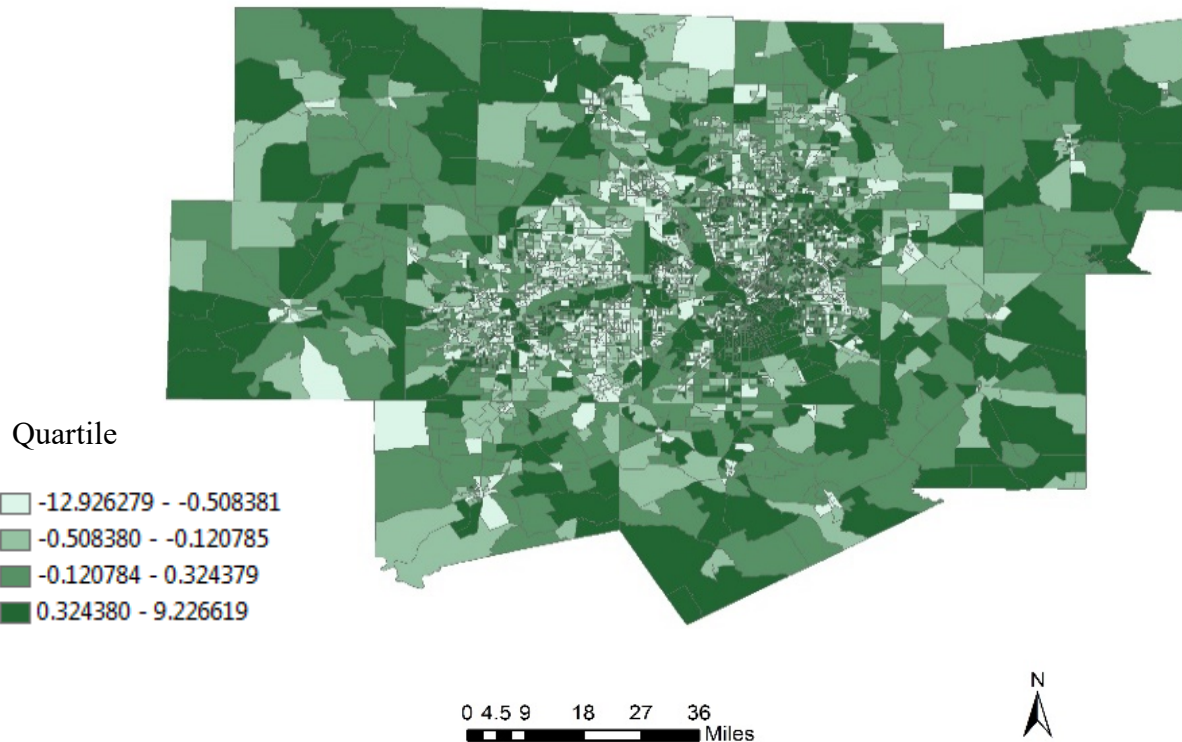 Quartile
-12.926279 - -0.508381
-0.508380 - -0.120785
-0.120784 - 0.324379
0.324380 - 9.226619
0 4.5 9 18 27 36
Miles
N